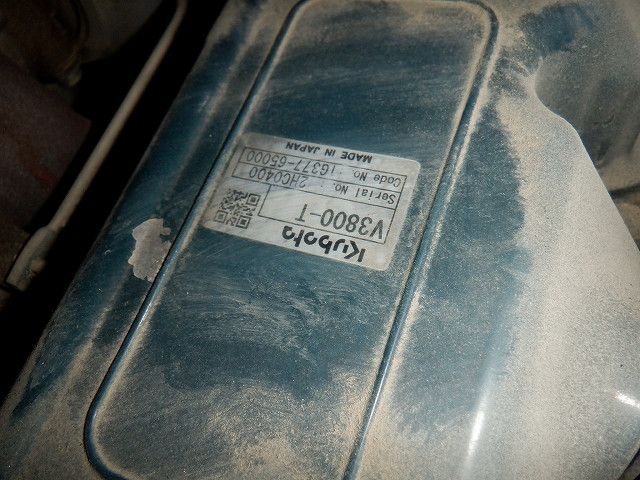 Kubota
V3800-T
Serial No. 2HC0400
Code No. 1G377-65000
MADE IN JAPAN